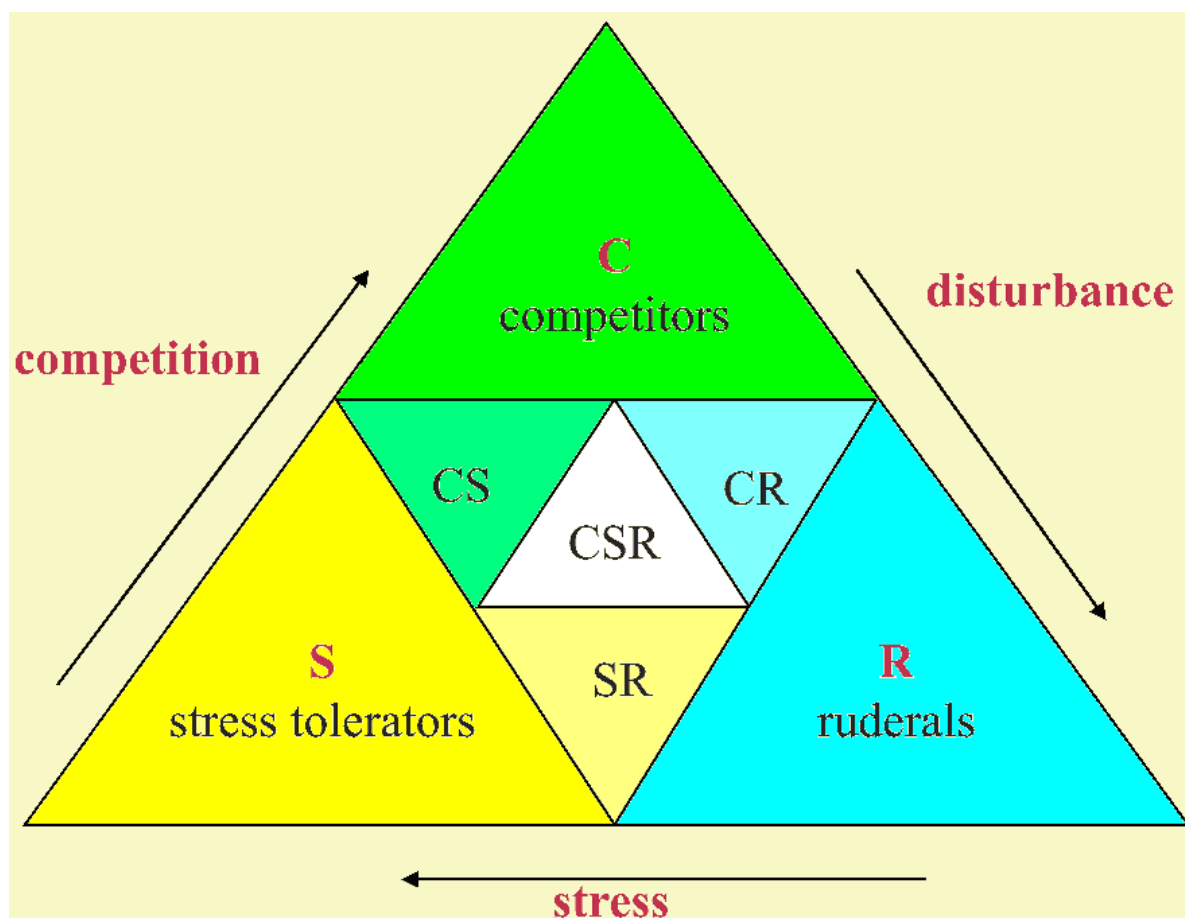 C
competitors
disturbance
competition
CS
CR
CSR
S
stress tolerators
SR
R
ruderals
stress